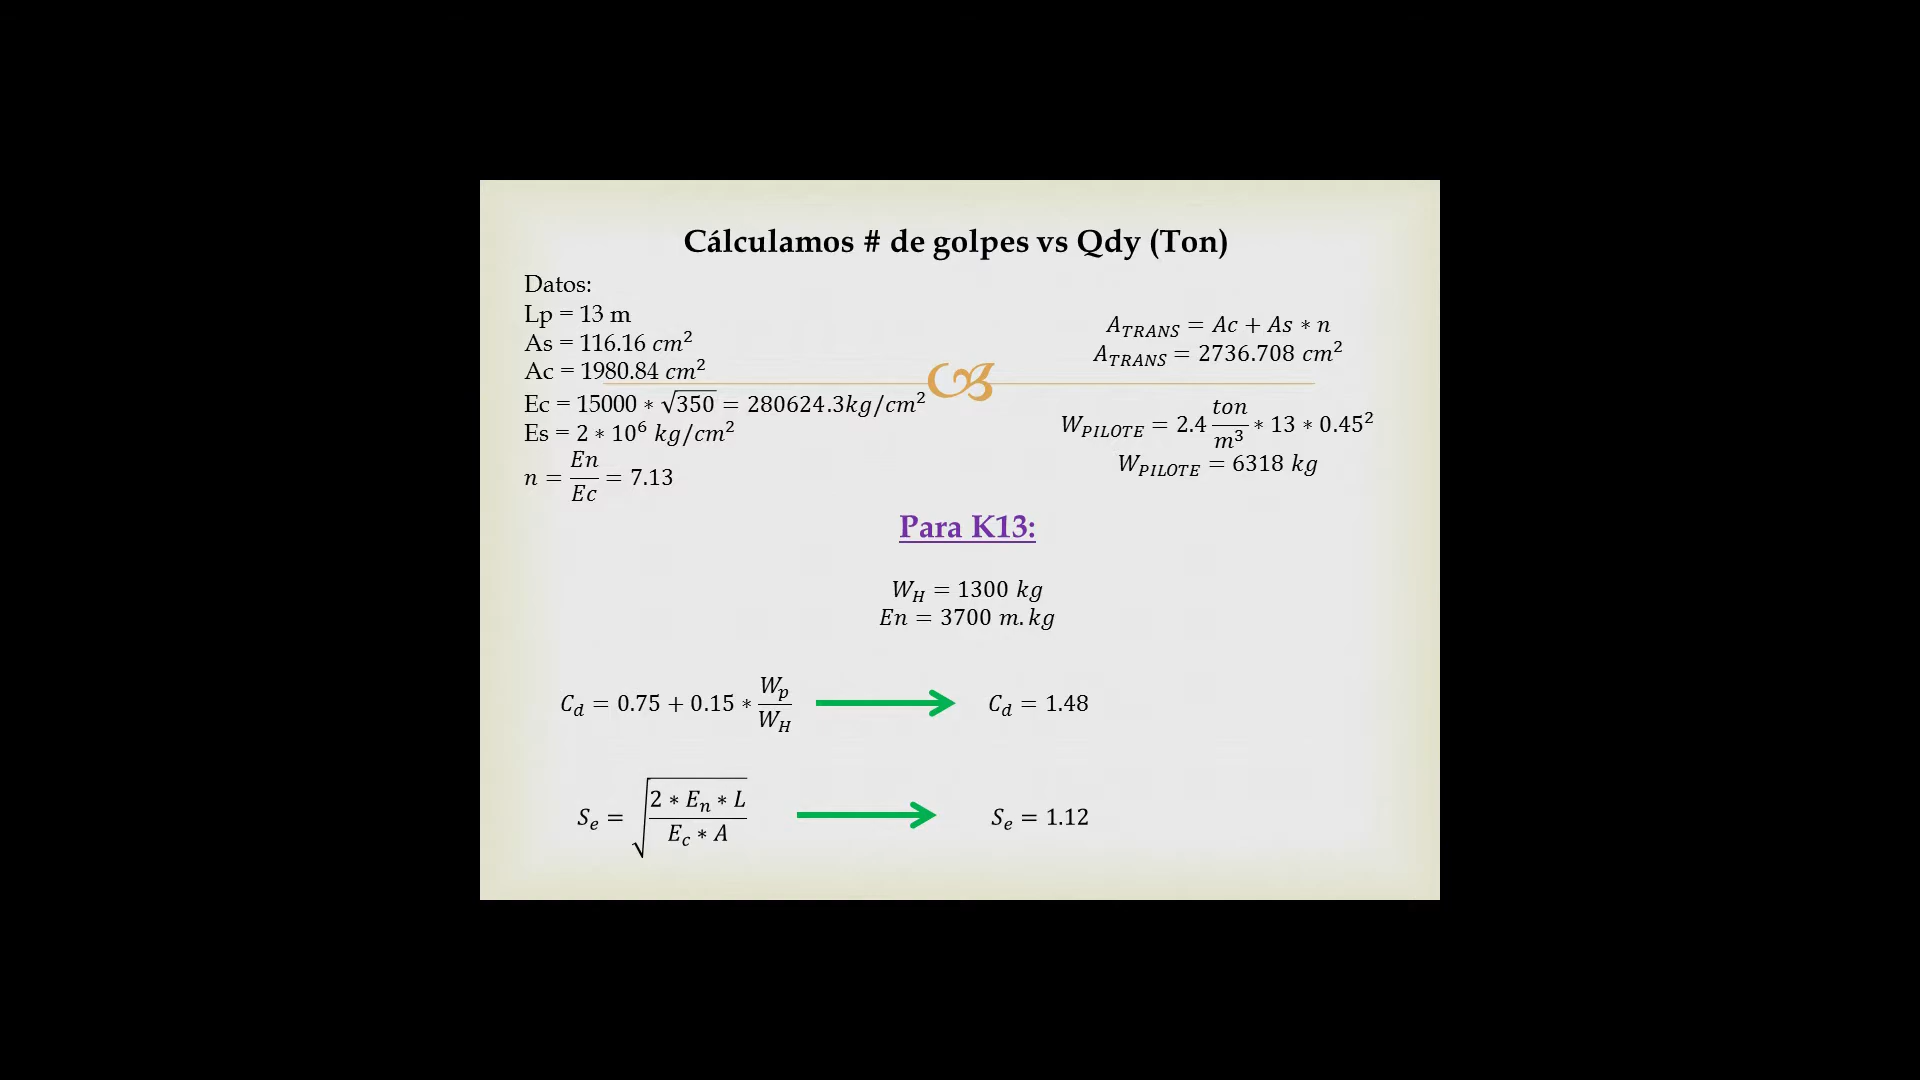 Cálculamos # de golpes vs Qdy (Ton)
Datos:
Lp = 13 m
As = 116.16 cm²
Ac = 1980.84 cm²
Ec = 15000 * √350 = 280624.3kg/cm²
Es = 2 * 10⁶ kg/cm²
n = En/Ec = 7.13
A_TRANS = Ac + As * n
A_TRANS = 2736.708 cm²
W_PILOTE = 2.4 ton/m³ * 13 * 0.45²
W_PILOTE = 6318 kg
Para K13:
W_H = 1300 kg
En = 3700 m.kg
C_d = 0.75 + 0.15 * W_p/W_H
C_d = 1.48
S_e = √(2 * E_n * L / E_c * A)
S_e = 1.12